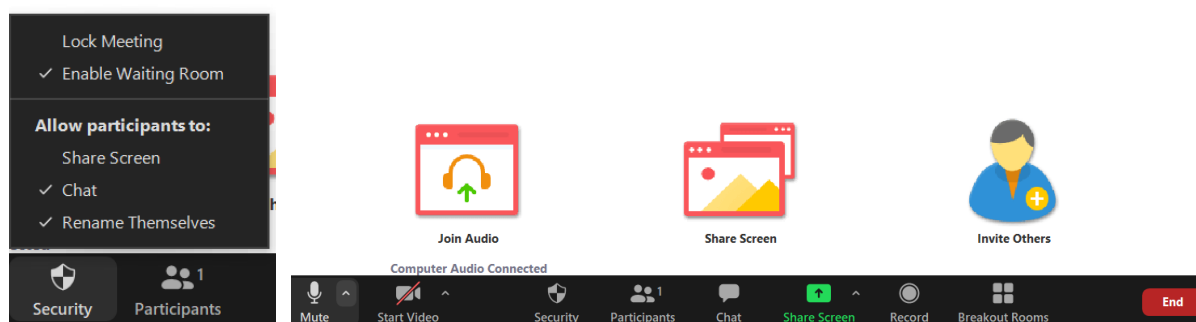 Lock Meeting
✓ Enable Waiting Room
Allow participants to:
Share Screen
✓ Chat
✓ Rename Themselves
Security
Participants 1
Join Audio
Computer Audio Connected
Share Screen
Invite Others
Mute
Start Video
Security
Participants 1
Chat
Share Screen
Record
Breakout Rooms
End